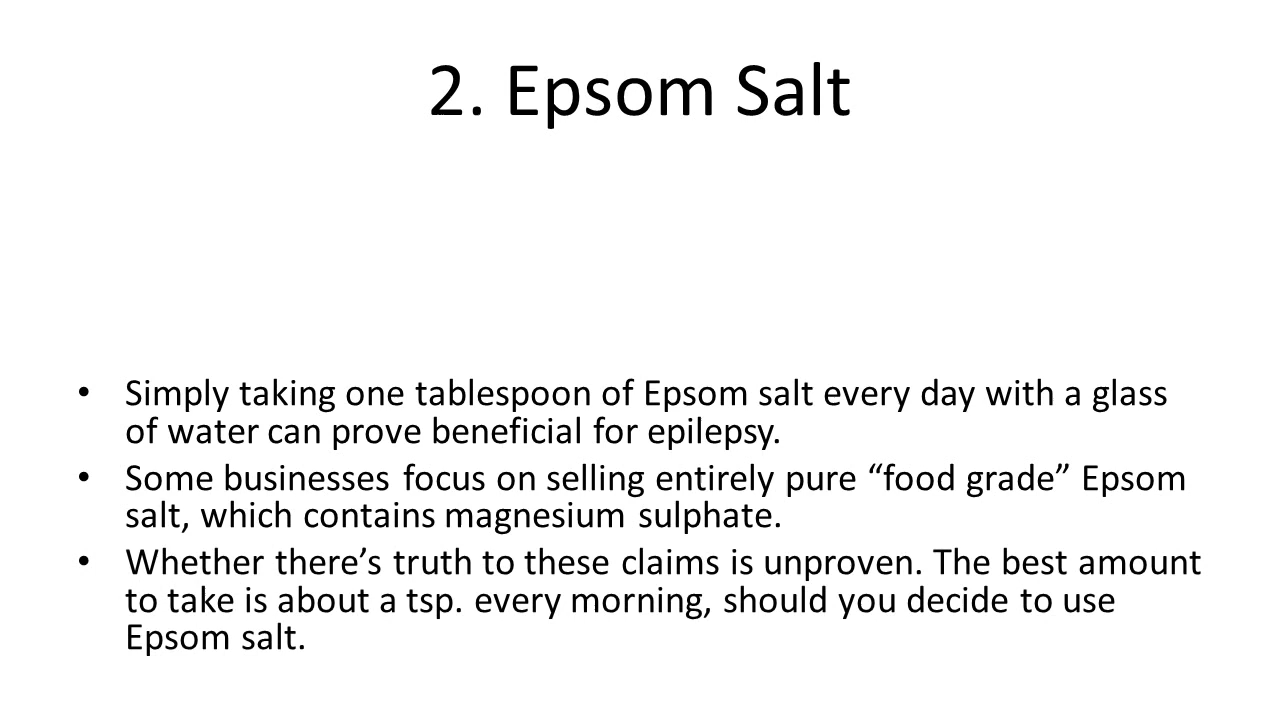 2. Epsom Salt
• Simply taking one tablespoon of Epsom salt every day with a glass
of water can prove beneficial for epilepsy.
• Some businesses focus on selling entirely pure “food grade” Epsom
salt, which contains magnesium sulphate.
• Whether there’s truth to these claims is unproven. The best amount
to take is about a tsp. every morning, should you decide to use
Epsom salt.